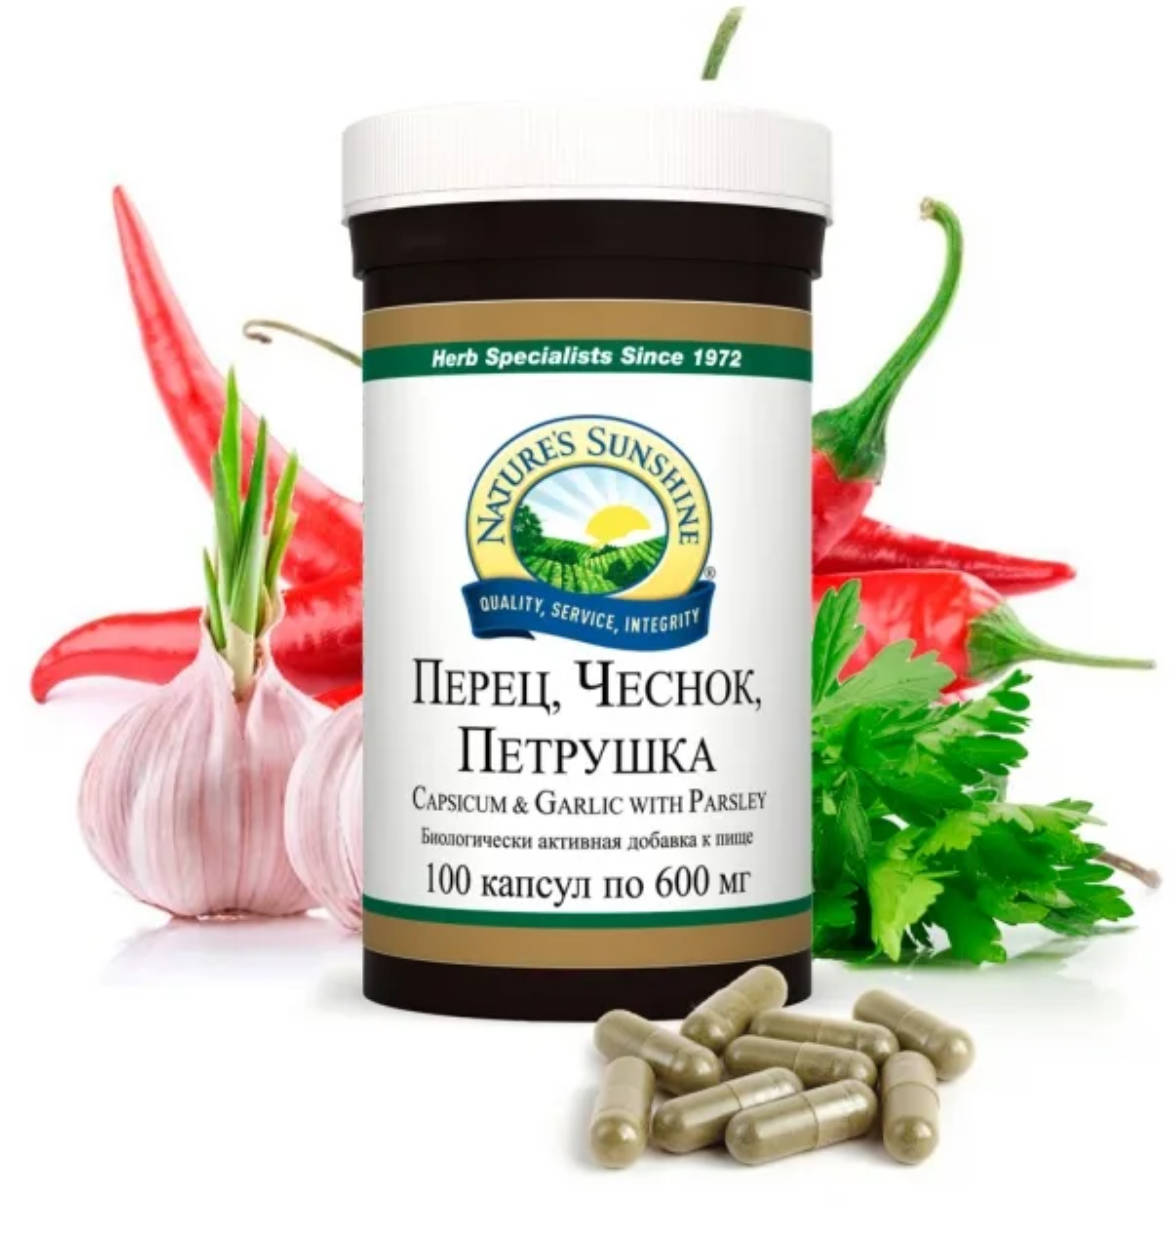 Herb Specialists Since 1972
NATURE'S SUNSHINE
®
QUALITY, SERVICE, INTEGRITY
ПЕРЕЦ, ЧЕСНОК,
ПЕТРУШКА
CAPSICUM & GARLIC WITH PARSLEY
Биологически активная добавка к пище
100 капсул по 600 мг